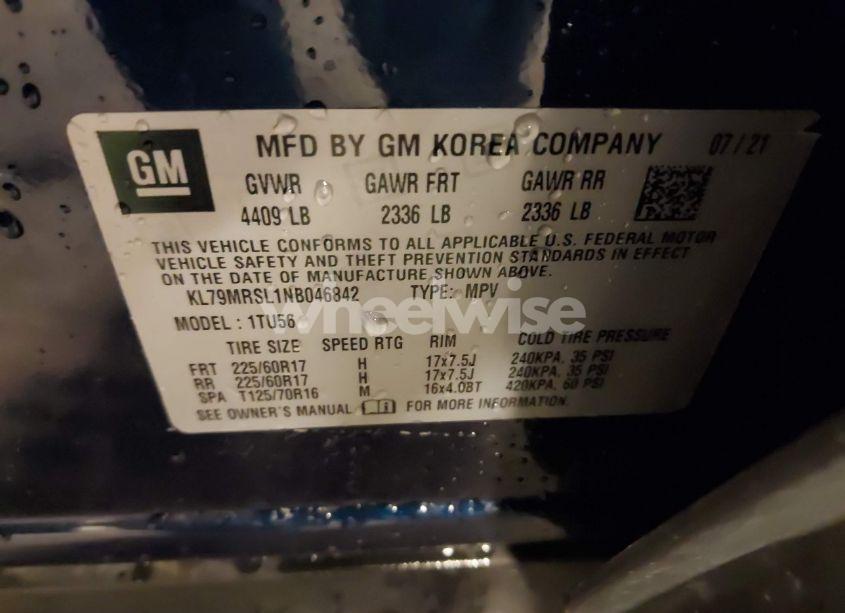 GM
MFD BY GM KOREA COMPANY 07/21
GVWR GAWR FRT GAWR RR
4409 LB 2336 LB 2336 LB
THIS VEHICLE CONFORMS TO ALL APPLICABLE U.S. FEDERAL MOTOR
VEHICLE SAFETY AND THEFT PREVENTION STANDARDS IN EFFECT
ON THE DATE OF MANUFACTURE SHOWN ABOVE.
KL79MRSL1NB046842 TYPE: MPV
wheelwise
MODEL : 1TU56
TIRE SIZE SPEED RTG RIM COLD TIRE PRESSURE
FRT 225/60R17 H 17x7.5J 240KPA, 35 PSI
RR 225/60R17 H 17x7.5J 240KPA, 35 PSI
SPA T125/70R16 M 16x4.0BT 420KPA, 60 PSI
SEE OWNER'S MANUAL FOR MORE INFORMATION.